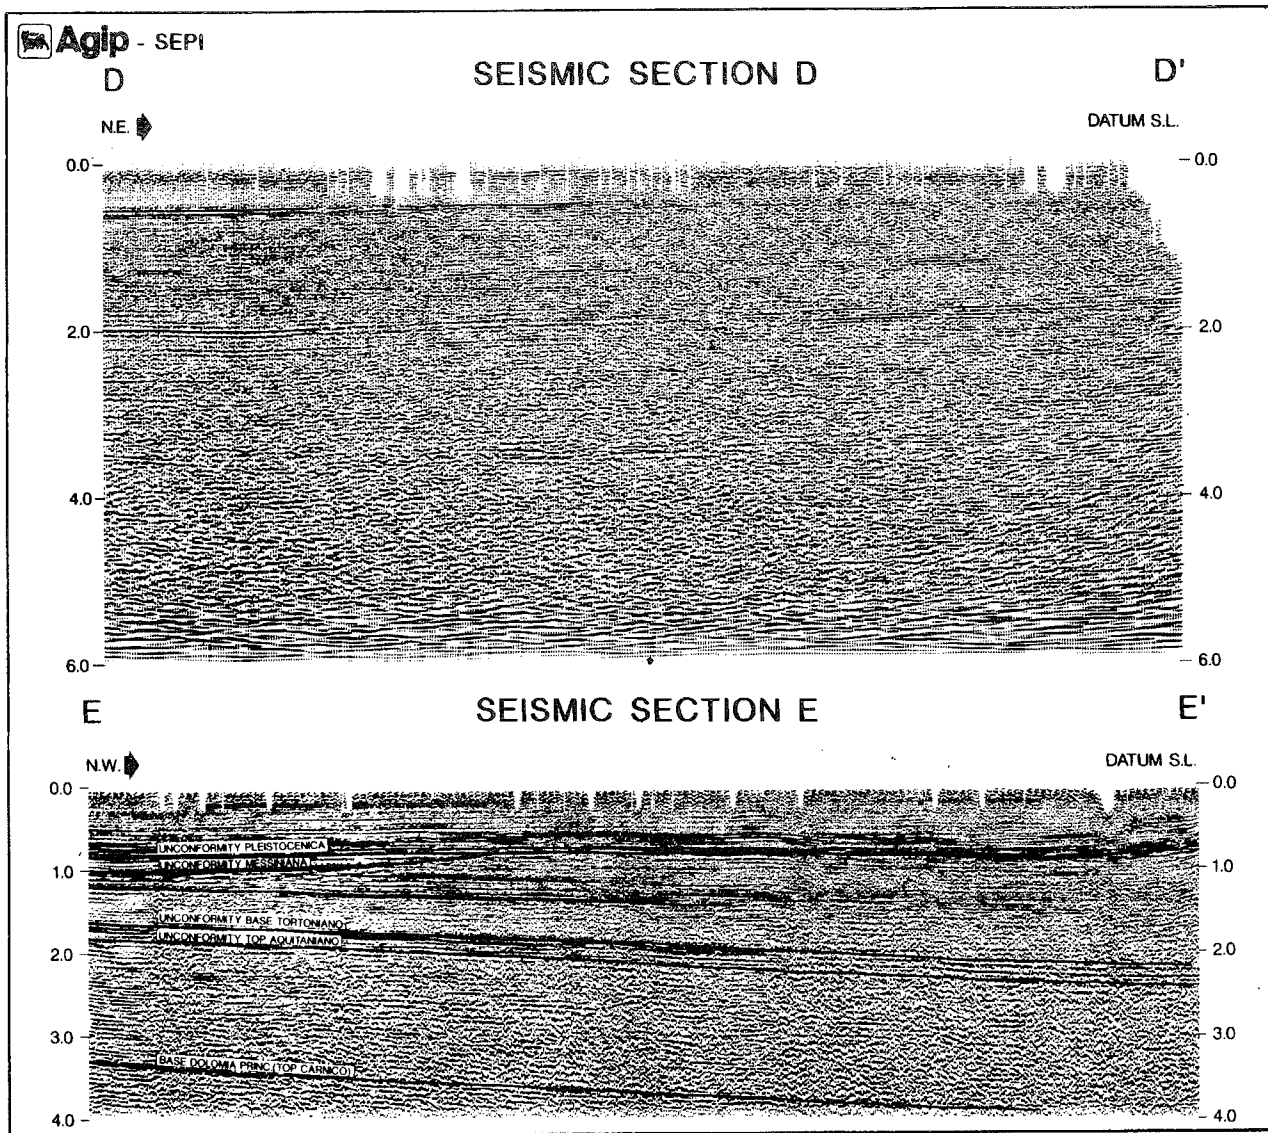 Agip - SEPI
D SEISMIC SECTION D D'
N.E. DATUM S.L.
0.0 0.0
2.0 2.0
4.0 4.0
6.0 6.0
E SEISMIC SECTION E E'
N.W. DATUM S.L.
0.0 0.0
UNCONFORMITY PLEISTOCENICA
UNCONFORMITY MESSINIANA
1.0 1.0
UNCONFORMITY BASE TORTONIANO
UNCONFORMITY TOP AQUITANIANO
2.0 2.0
3.0 3.0
BASE DOLOMIA PRINC.(TOP CARNICO)
4.0 4.0